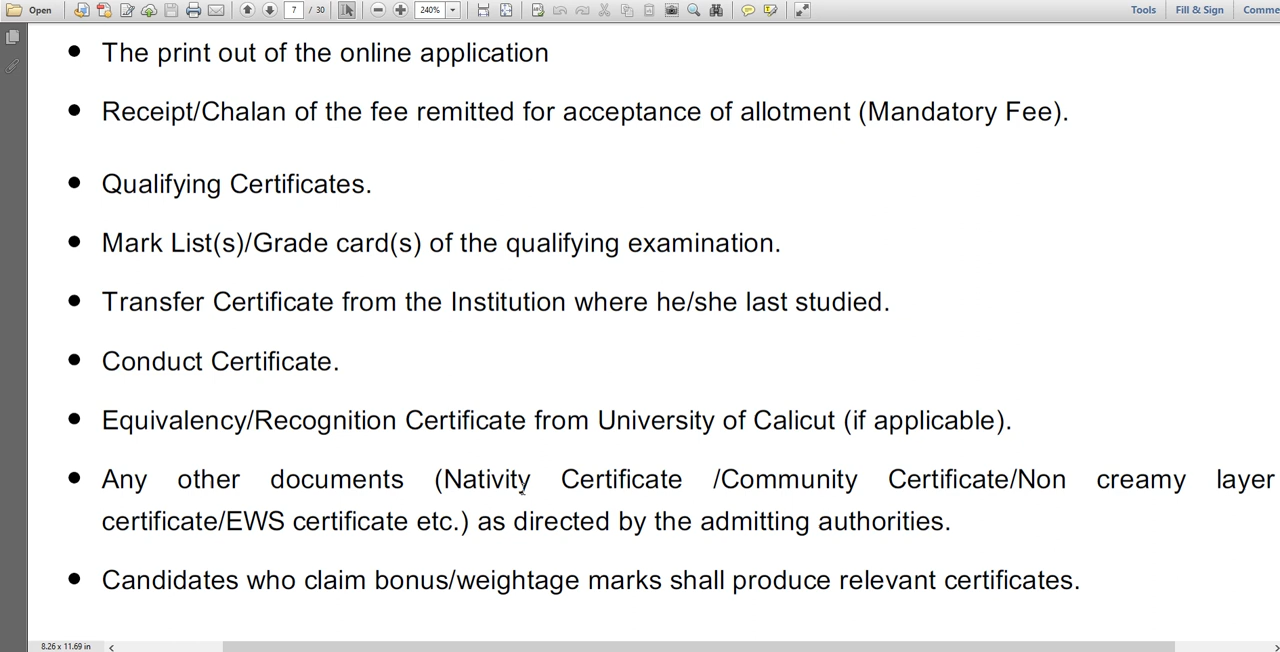 Open 7 / 30 240% Tools Fill & Sign Comme
• The print out of the online application
• Receipt/Chalan of the fee remitted for acceptance of allotment (Mandatory Fee).
• Qualifying Certificates.
• Mark List(s)/Grade card(s) of the qualifying examination.
• Transfer Certificate from the Institution where he/she last studied.
• Conduct Certificate.
• Equivalency/Recognition Certificate from University of Calicut (if applicable).
• Any other documents (Nativity Certificate /Community Certificate/Non creamy layer
certificate/EWS certificate etc.) as directed by the admitting authorities.
• Candidates who claim bonus/weightage marks shall produce relevant certificates.
8.26 x 11.69 in